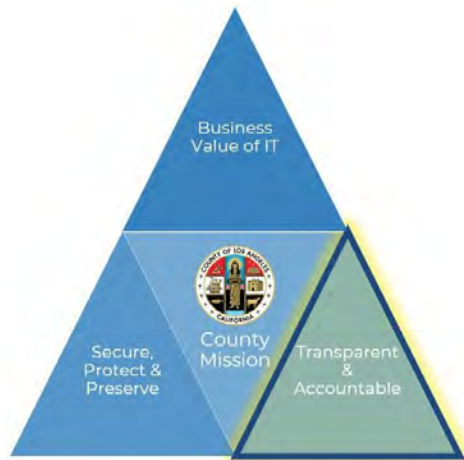 Business
Value of IT
COUNTY OF LOS ANGELES
CALIFORNIA
County
Mission
Secure,
Protect &
Preserve
Transparent
&
Accountable